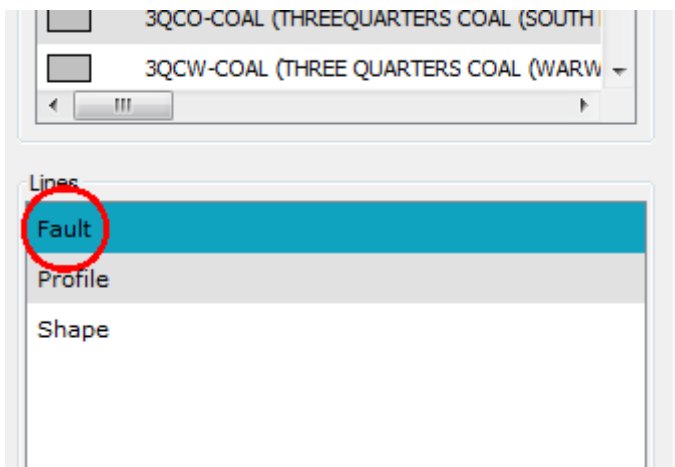 3QCO-COAL (THREEQUARTERS COAL (SOUTH
3QCW-COAL (THREE QUARTERS COAL (WARW
Lines
Fault
Profile
Shape